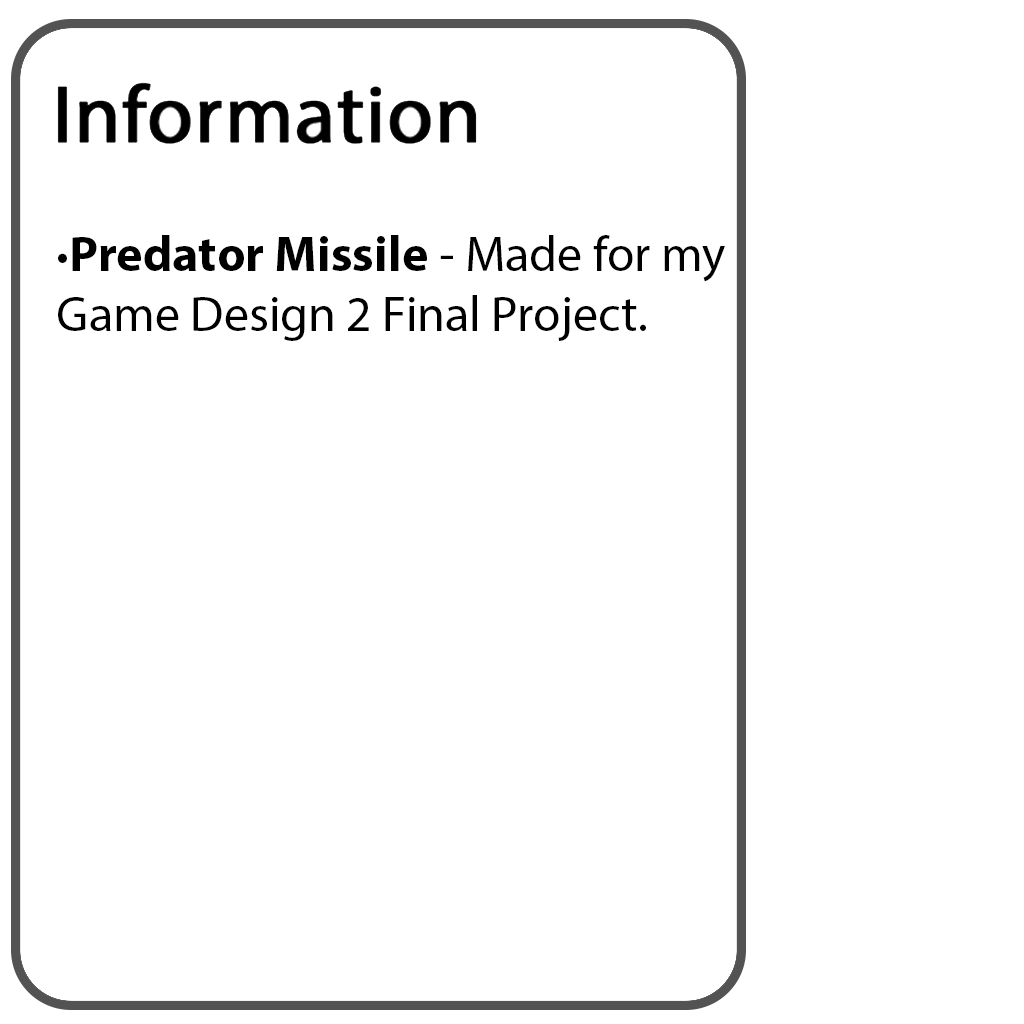 Information
•Predator Missile - Made for my
Game Design 2 Final Project.